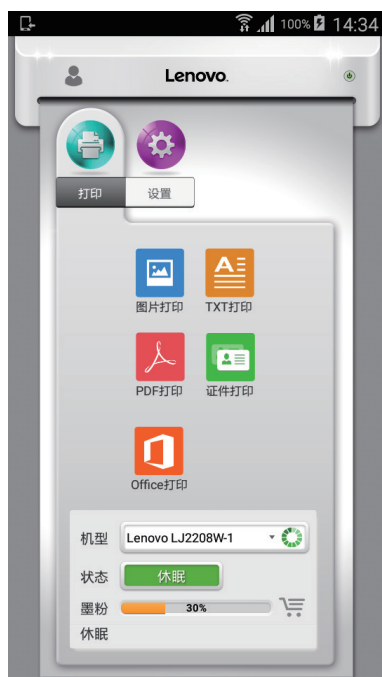 100% 14:34
Lenovo.
打印 设置
图片打印 TXT打印
PDF打印 证件打印
Office打印
机型 Lenovo LJ2208W-1
状态 休眠
墨粉 30%
休眠